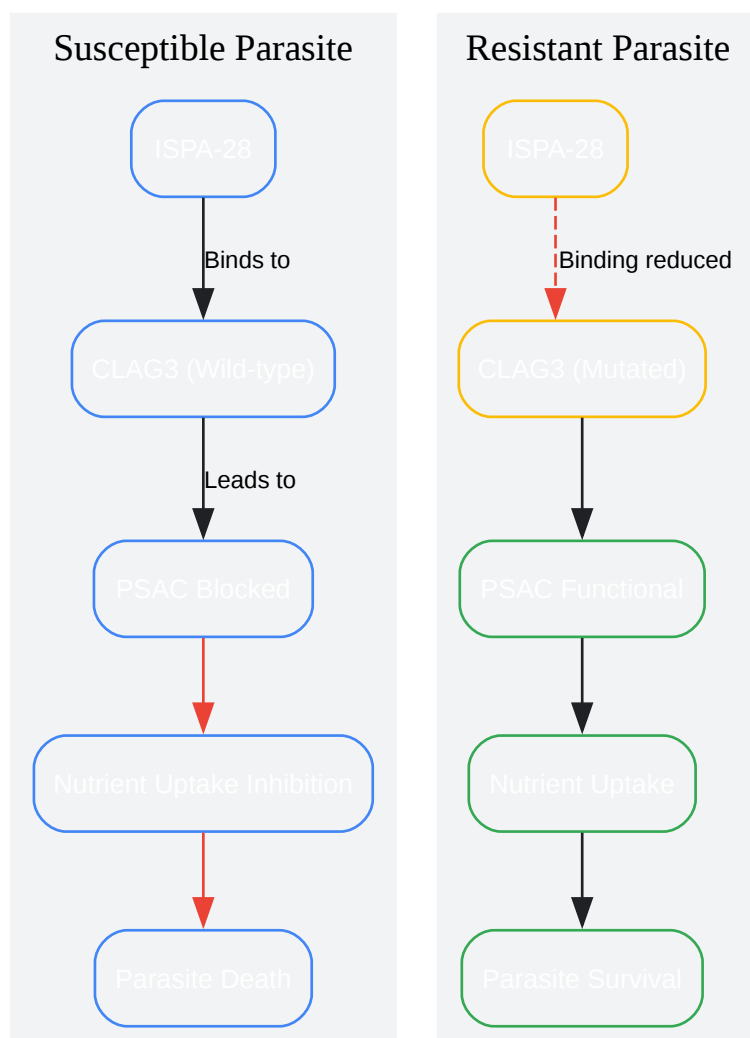 Susceptible Parasite
ISPA-28
Binds to
CLAG3 (Wild-type)
Leads to
PSAC Blocked
Nutrient Uptake Inhibition
Parasite Death
Resistant Parasite
ISPA-28
Binding reduced
CLAG3 (Mutated)
PSAC Functional
Nutrient Uptake
Parasite Survival